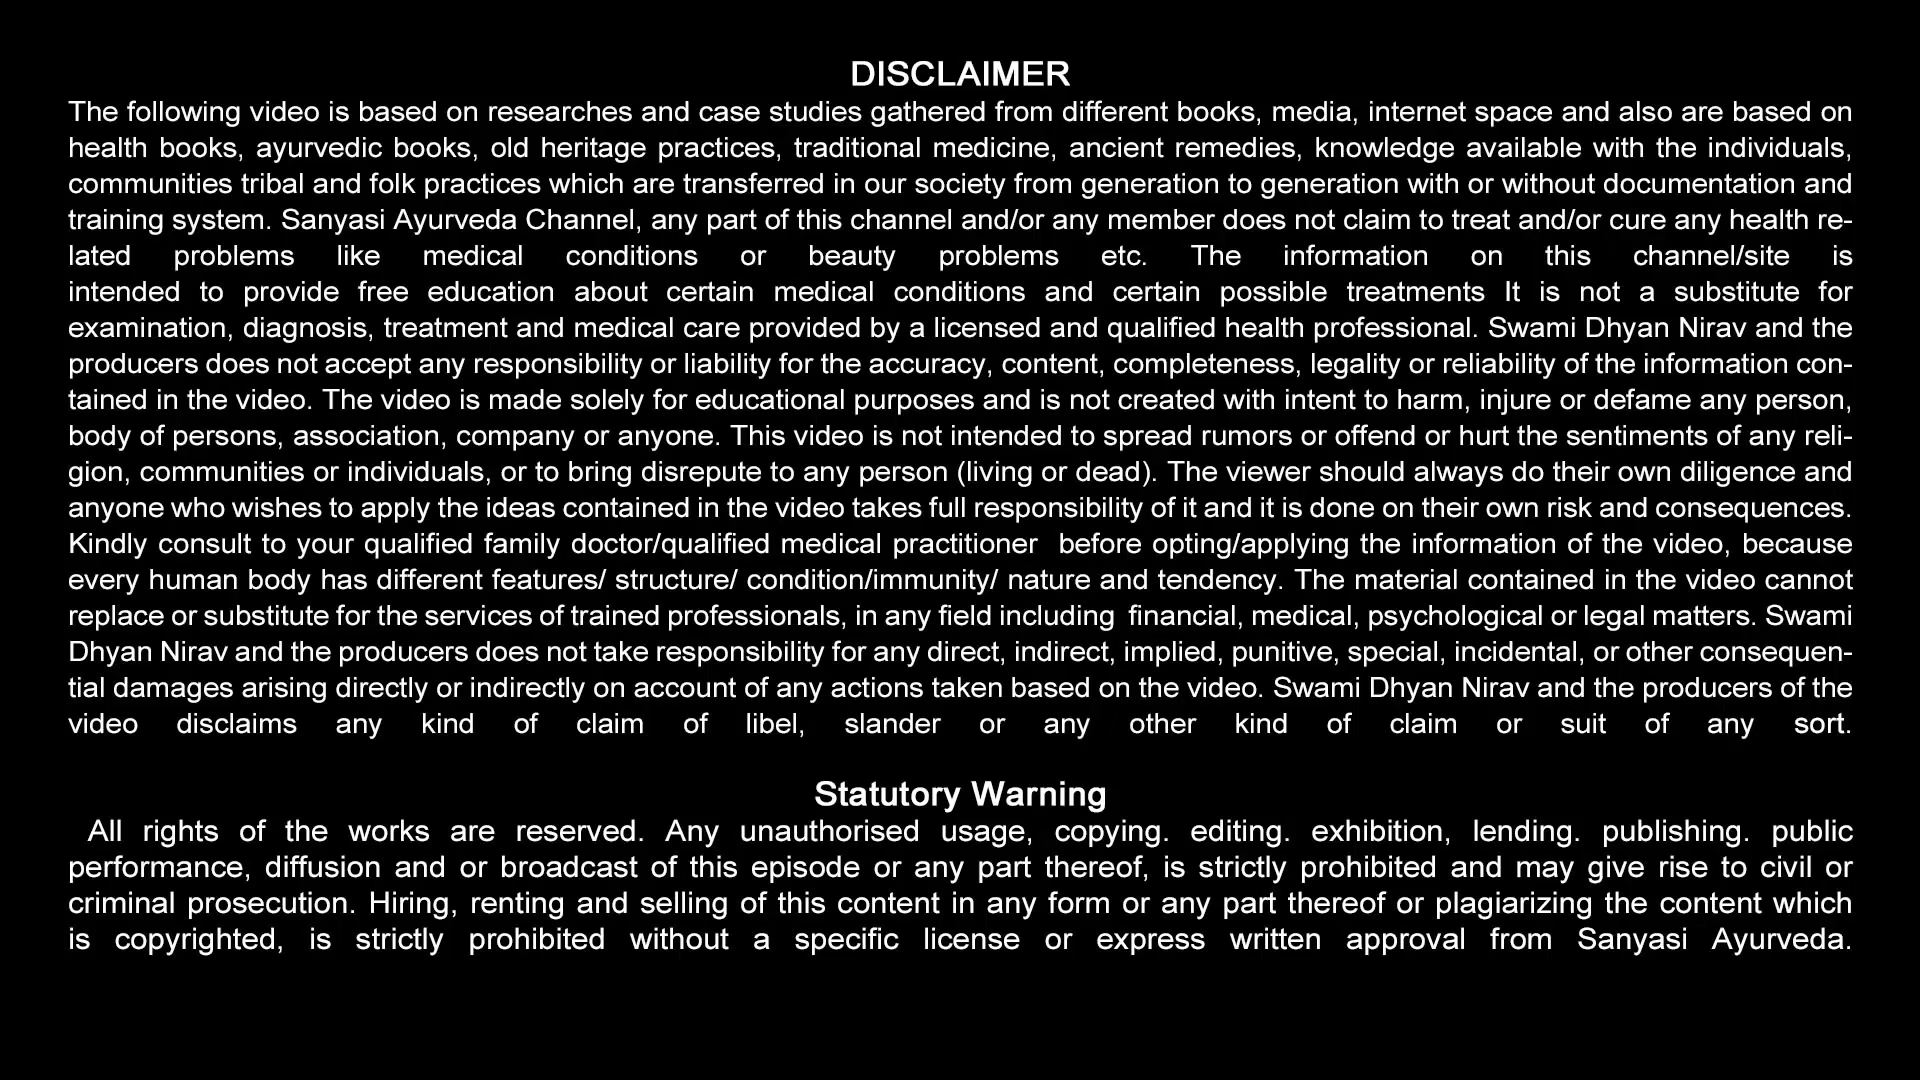 DISCLAIMER
The following video is based on researches and case studies gathered from different books, media, internet space and also are based on
health books, ayurvedic books, old heritage practices, traditional medicine, ancient remedies, knowledge available with the individuals,
communities tribal and folk practices which are transferred in our society from generation to generation with or without documentation and
training system. Sanyasi Ayurveda Channel, any part of this channel and/or any member does not claim to treat and/or cure any health re-
lated problems like medical conditions or beauty problems etc. The information on this channel/site is
intended to provide free education about certain medical conditions and certain possible treatments It is not a substitute for
examination, diagnosis, treatment and medical care provided by a licensed and qualified health professional. Swami Dhyan Nirav and the
producers does not accept any responsibility or liability for the accuracy, content, completeness, legality or reliability of the information con-
tained in the video. The video is made solely for educational purposes and is not created with intent to harm, injure or defame any person,
body of persons, association, company or anyone. This video is not intended to spread rumors or offend or hurt the sentiments of any reli-
gion, communities or individuals, or to bring disrepute to any person (living or dead). The viewer should always do their own diligence and
anyone who wishes to apply the ideas contained in the video takes full responsibility of it and it is done on their own risk and consequences.
Kindly consult to your qualified family doctor/qualified medical practitioner before opting/applying the information of the video, because
every human body has different features/ structure/ condition/immunity/ nature and tendency. The material contained in the video cannot
replace or substitute for the services of trained professionals, in any field including financial, medical, psychological or legal matters. Swami
Dhyan Nirav and the producers does not take responsibility for any direct, indirect, implied, punitive, special, incidental, or other consequen-
tial damages arising directly or indirectly on account of any actions taken based on the video. Swami Dhyan Nirav and the producers of the
video disclaims any kind of claim of libel, slander or any other kind of claim or suit of any sort.
Statutory Warning
All rights of the works are reserved. Any unauthorised usage, copying. editing. exhibition, lending. publishing. public
performance, diffusion and or broadcast of this episode or any part thereof, is strictly prohibited and may give rise to civil or
criminal prosecution. Hiring, renting and selling of this content in any form or any part thereof or plagiarizing the content which
is copyrighted, is strictly prohibited without a specific license or express written approval from Sanyasi Ayurveda.